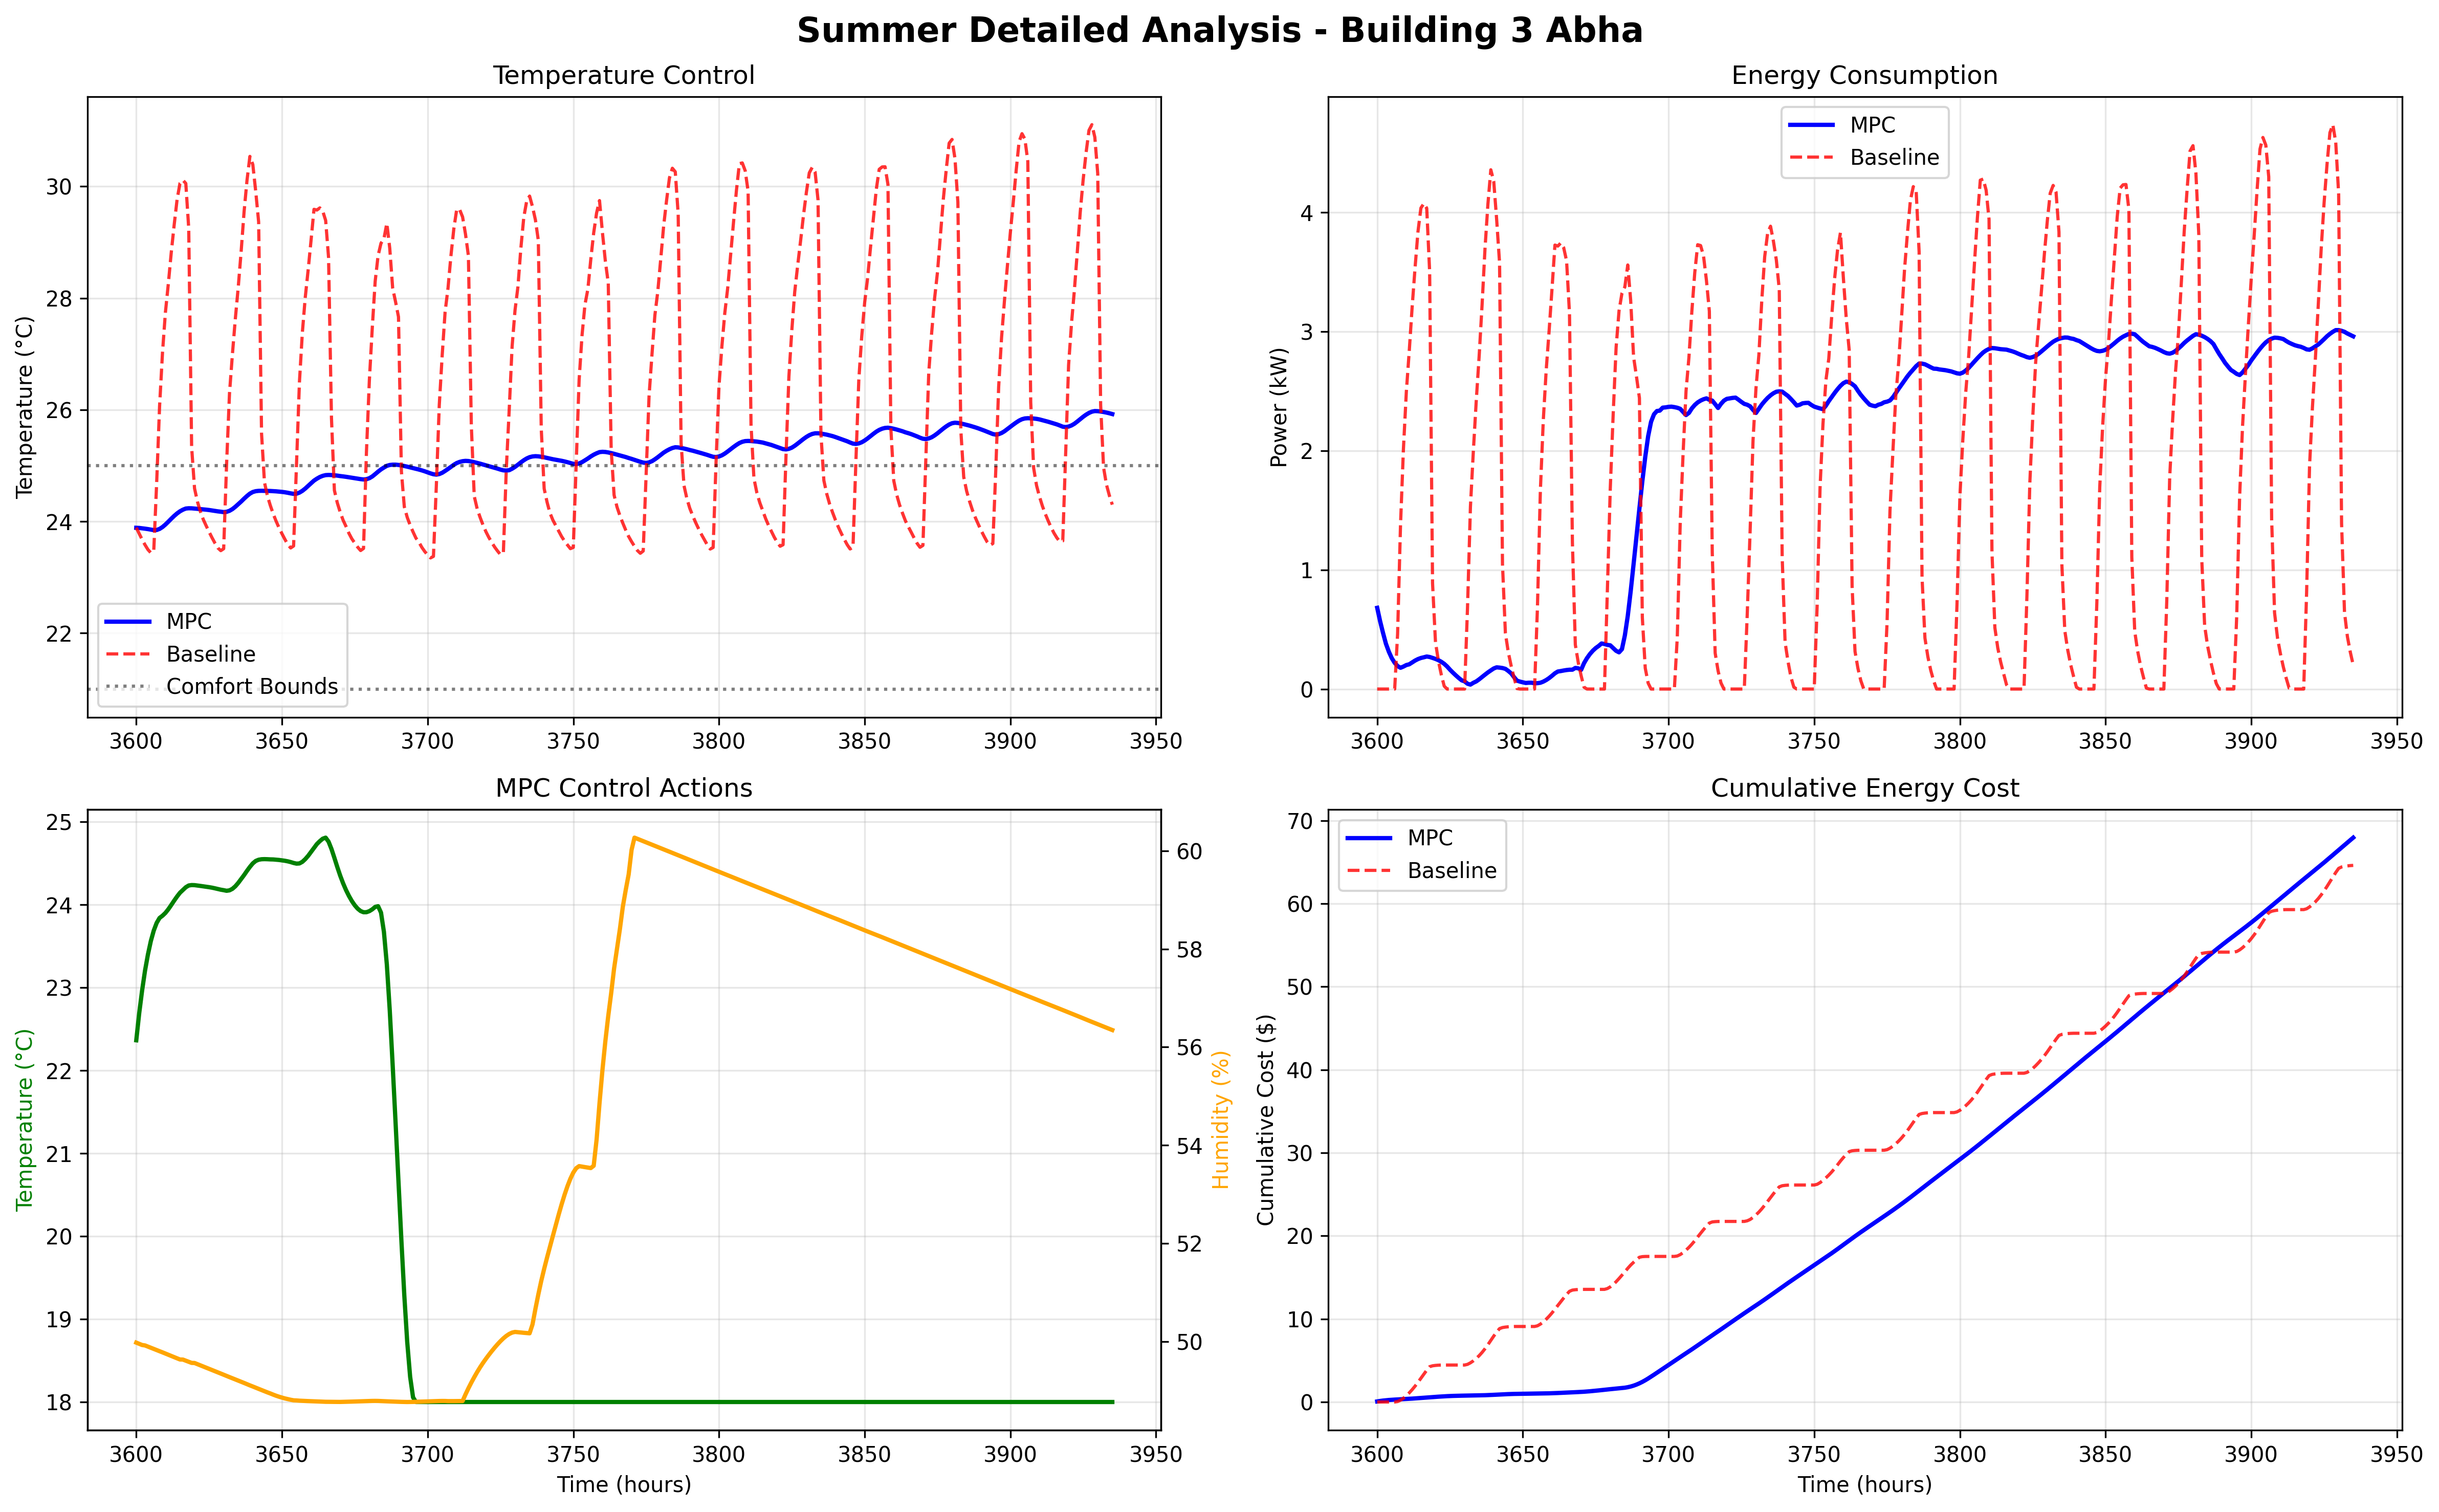 Summer Detailed Analysis - Building 3 Abha
Temperature Control
Temperature (°C)
30
28
26
24
22
MPC
Baseline
Comfort Bounds
3600 3650 3700 3750 3800 3850 3900 3950
Energy Consumption
Power (kW)
4
3
2
1
0
MPC
Baseline
3600 3650 3700 3750 3800 3850 3900 3950
MPC Control Actions
Temperature (°C)
25
24
23
22
21
20
19
18
Humidity (%)
60
58
56
54
52
50
3600 3650 3700 3750 3800 3850 3900 3950
Time (hours)
Cumulative Energy Cost
Cumulative Cost ($)
70
60
50
40
30
20
10
0
MPC
Baseline
3600 3650 3700 3750 3800 3850 3900 3950
Time (hours)